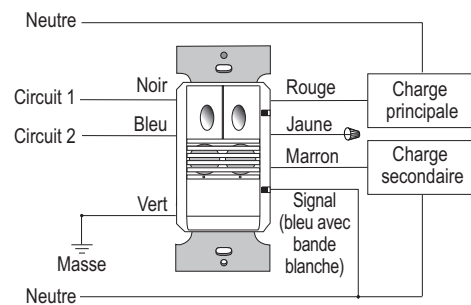 Neutre
Noir
Rouge
Circuit 1
Charge
principale
Bleu
Jaune
Circuit 2
Marron
Charge
secondaire
Vert
Signal
(bleu avec
bande
blanche)
Masse
Neutre